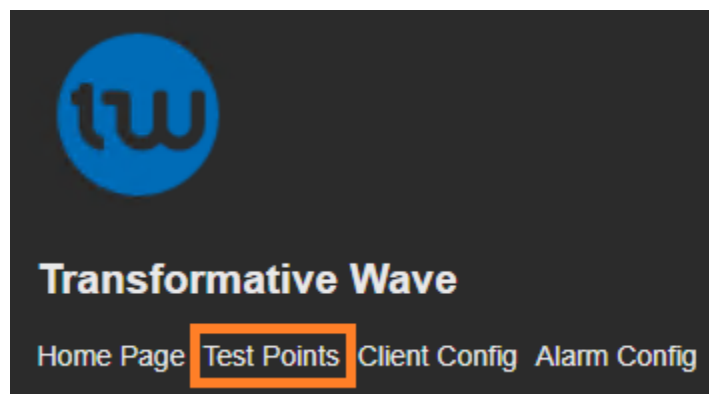 tw
Transformative Wave
Home Page Test Points Client Config Alarm Config